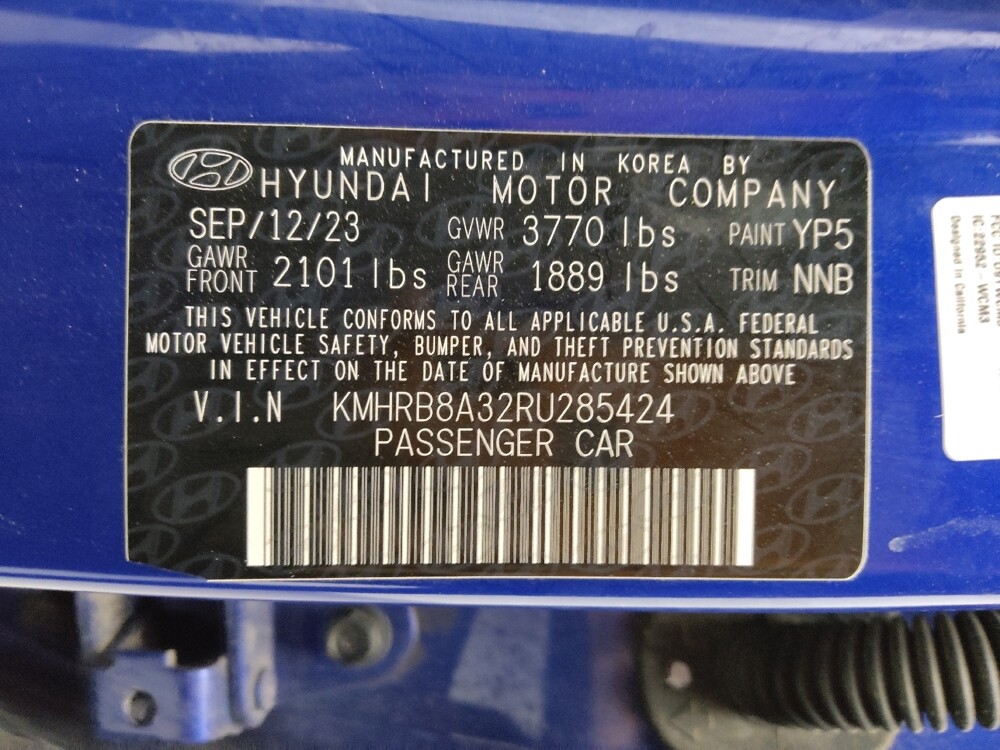 MANUFACTURED IN KOREA BY
HYUNDAI MOTOR COMPANY
SEP/12/23 GVWR 3770 lbs PAINT YP5
GAWR FRONT 2101 lbs GAWR REAR 1889 lbs TRIM NNB
THIS VEHICLE CONFORMS TO ALL APPLICABLE U.S.A. FEDERAL
MOTOR VEHICLE SAFETY, BUMPER, AND THEFT PREVENTION STANDARDS
IN EFFECT ON THE DATE OF MANUFACTURE SHOWN ABOVE
V.I.N KMHRB8A32RU285424
PASSENGER CAR
Designed in California